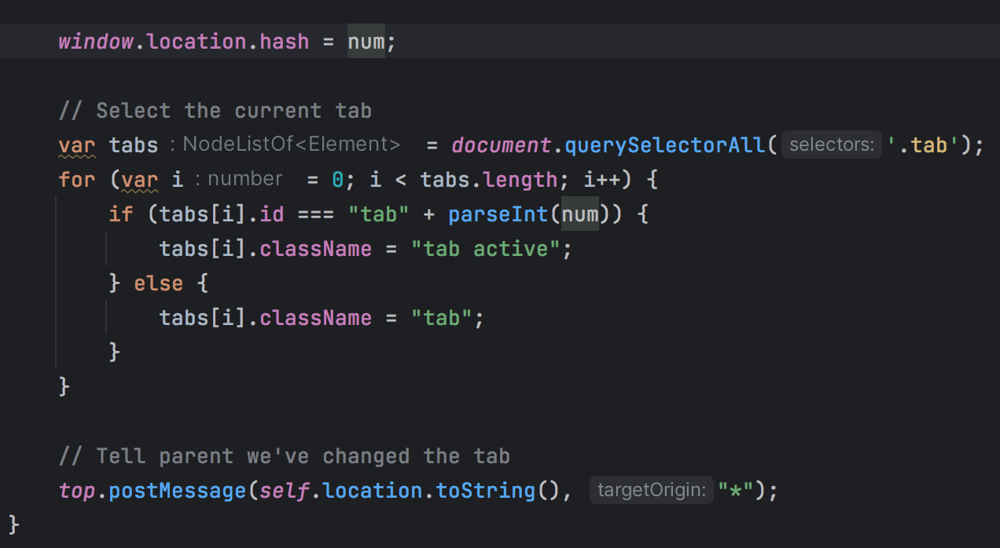 window.location.hash = num;
// Select the current tab
var tabs : NodeListOf<Element> = document.querySelectorAll( selectors: '.tab');
for (var i : number = 0; i < tabs.length; i++) {
if (tabs[i].id === "tab" + parseInt(num)) {
tabs[i].className = "tab active";
} else {
tabs[i].className = "tab";
}
}
// Tell parent we've changed the tab
top.postMessage(self.location.toString(), targetOrigin: "*");
}